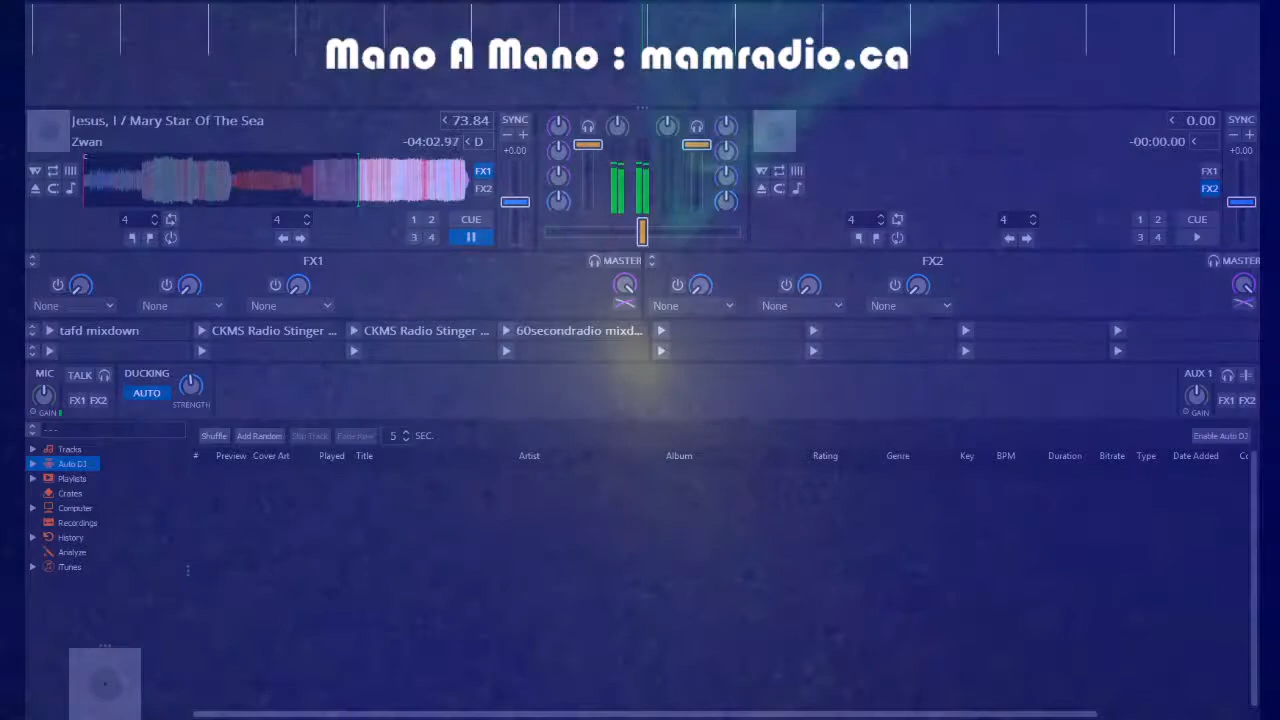 Mano A Mano : mamradio.ca
Jesus, I / Mary Star Of The Sea
73.84
SYNC
0.00
SYNC
Zwan
-04:02.97
D
+0.00
-00:00.00
+0.00
FX1
FX2
FX1
FX2
4
4
1 2
CUE
4
4
1 2
CUE
3 4
3 4
FX1
MASTER
FX2
MASTER
None
None
None
None
None
None
tafd mixdown
CKMS Radio Stinger ...
CKMS Radio Stinger ...
60secondradio mixd...
MIC
TALK
DUCKING
AUX 1
AUTO
FX1 FX2
FX1 FX2
GAIN
STRENGTH
GAIN
---
Shuffle
Add Random
Skip Track
Fade Now
5
SEC.
Enable Auto DJ
Tracks
# Preview Cover Art Played Title Artist Album Rating Genre Key BPM Duration Bitrate Type Date Added Cc
Auto DJ
Playlists
Crates
Computer
Recordings
History
Analyze
iTunes